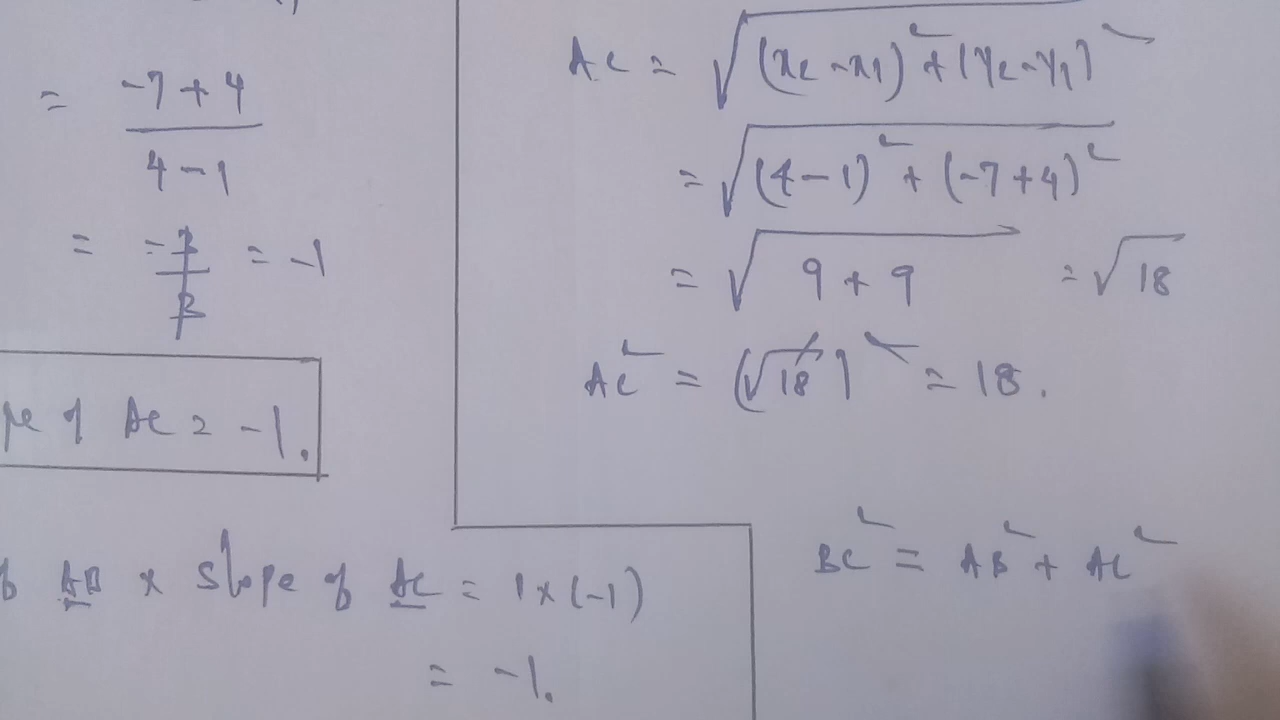 = -7 + 4 / 4 - 1
= -3 / 3 = -1
of AC = -1.
AB x slope of AC = 1 x (-1)
= -1.
AC = √(x2 - x1)² + (y2 - y1)²
= √(4 - 1)² + (-7 + 4)²
= √9 + 9 = √18
AC² = (√18)² = 18.
BC² = AB² + AC²